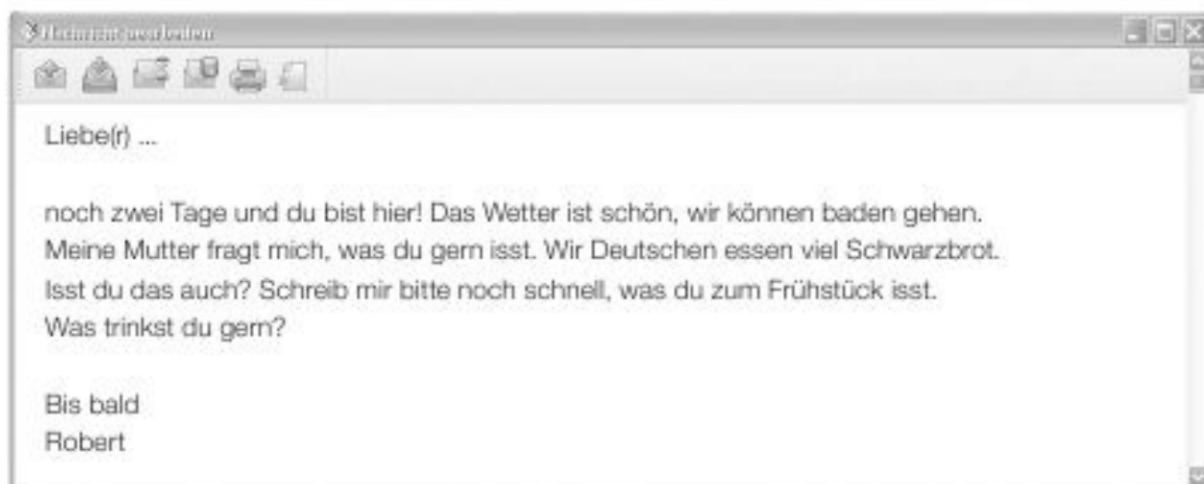 Nachricht bearbeiten
Liebe(r) ...
noch zwei Tage und du bist hier! Das Wetter ist schön, wir können baden gehen.
Meine Mutter fragt mich, was du gern isst. Wir Deutschen essen viel Schwarzbrot.
Isst du das auch? Schreib mir bitte noch schnell, was du zum Frühstück isst.
Was trinkst du gern?
Bis bald
Robert